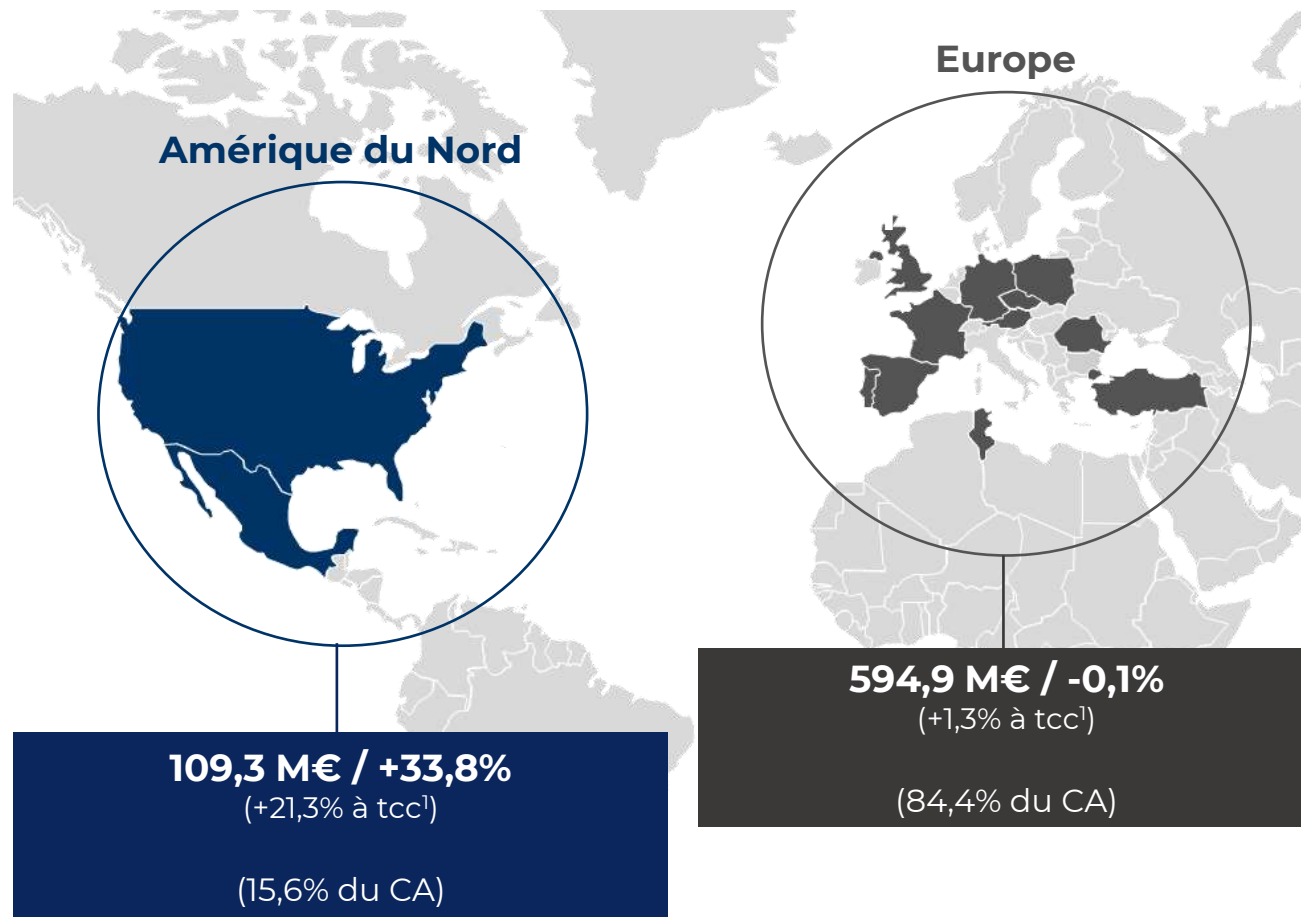 Amérique du Nord
109,3 M€ / +33,8%
(+21,3% à tcc¹)
(15,6% du CA)
Europe
594,9 M€ / -0,1%
(+1,3% à tcc¹)
(84,4% du CA)